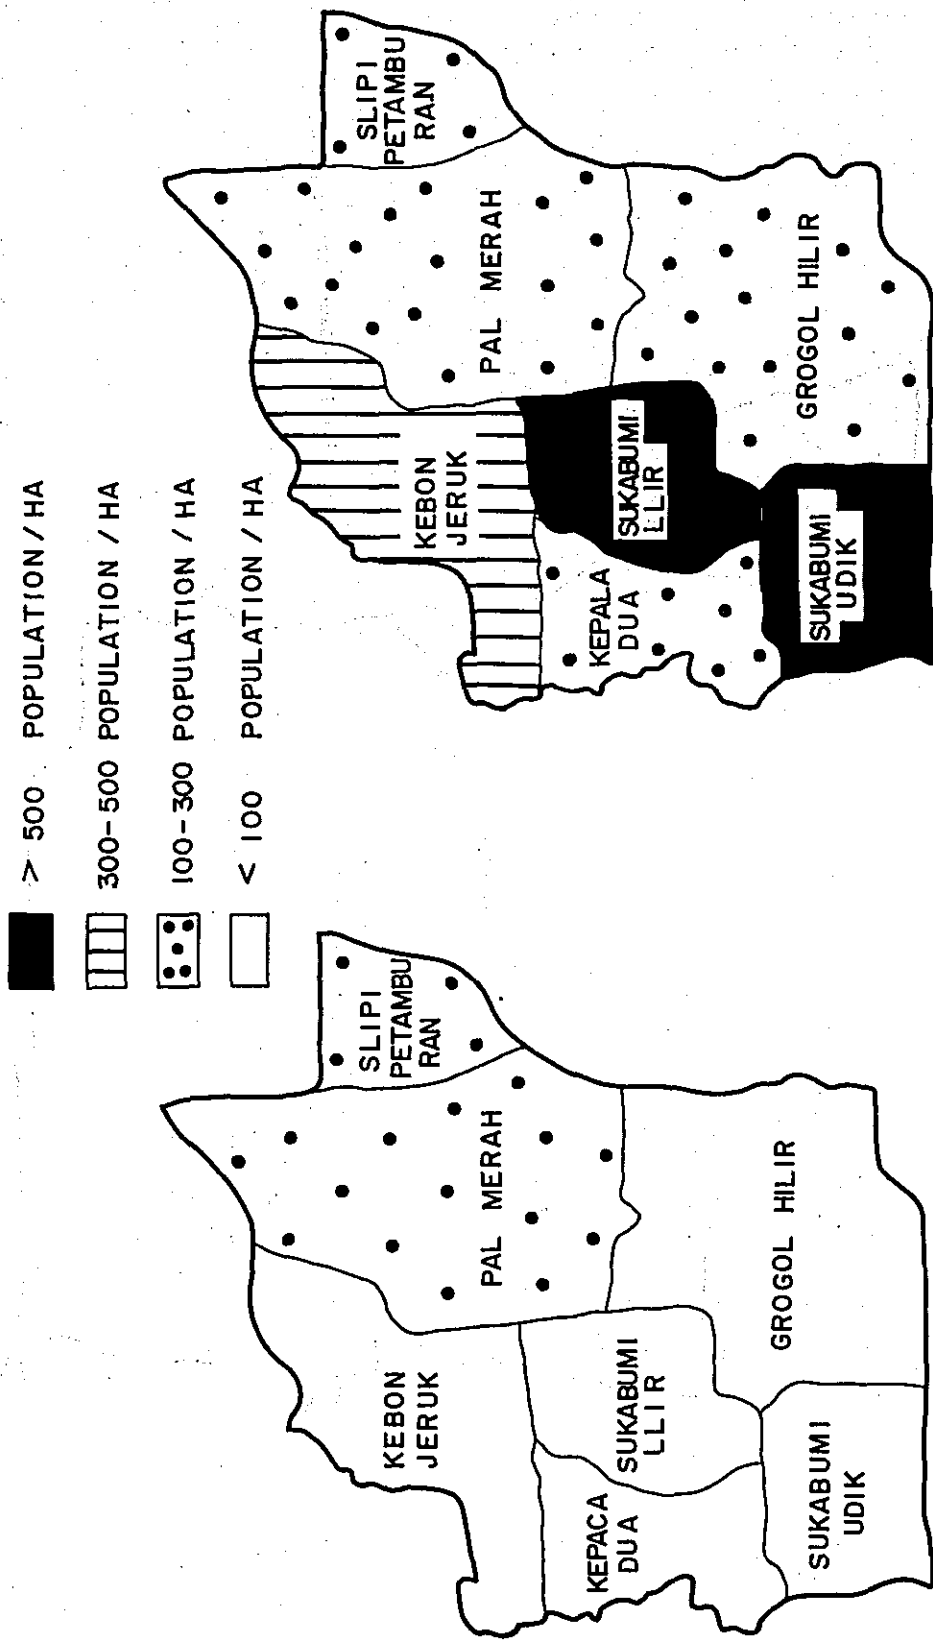 > 500 POPULATION / HA
300-500 POPULATION / HA
100-300 POPULATION / HA
< 100 POPULATION / HA
SLIPI
PETAMBU
RAN
PAL MERAH
KEBON
JERUK
SUKABUMI
LLIR
KEPACA
DUA
GROGOL HILIR
SUKABUMI
UDIK
SLIPI
PETAMBU
RAN
PAL MERAH
KEBON
JERUK
SUKABUMI
LLIR
KEPALA
DUA
GROGOL HILIR
SUKABUMI
UDIK